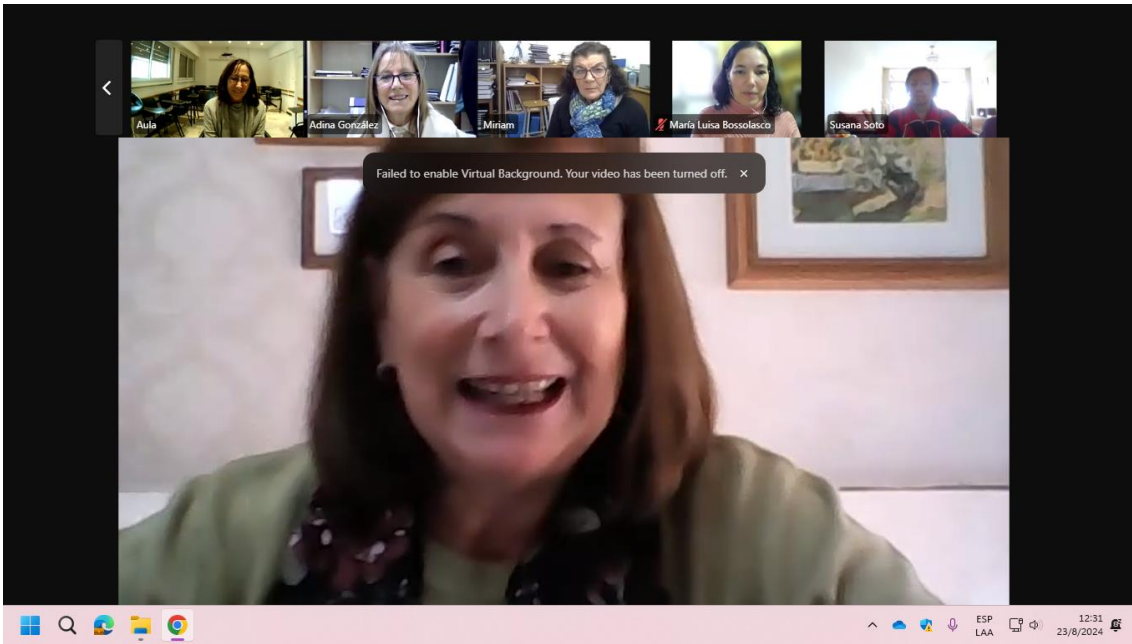 Aula
Adina González
Miriam
María Luisa Bossolasco
Susana Soto
Failed to enable Virtual Background. Your video has been turned off. ×
ESP
LAA
12:31
23/8/2024